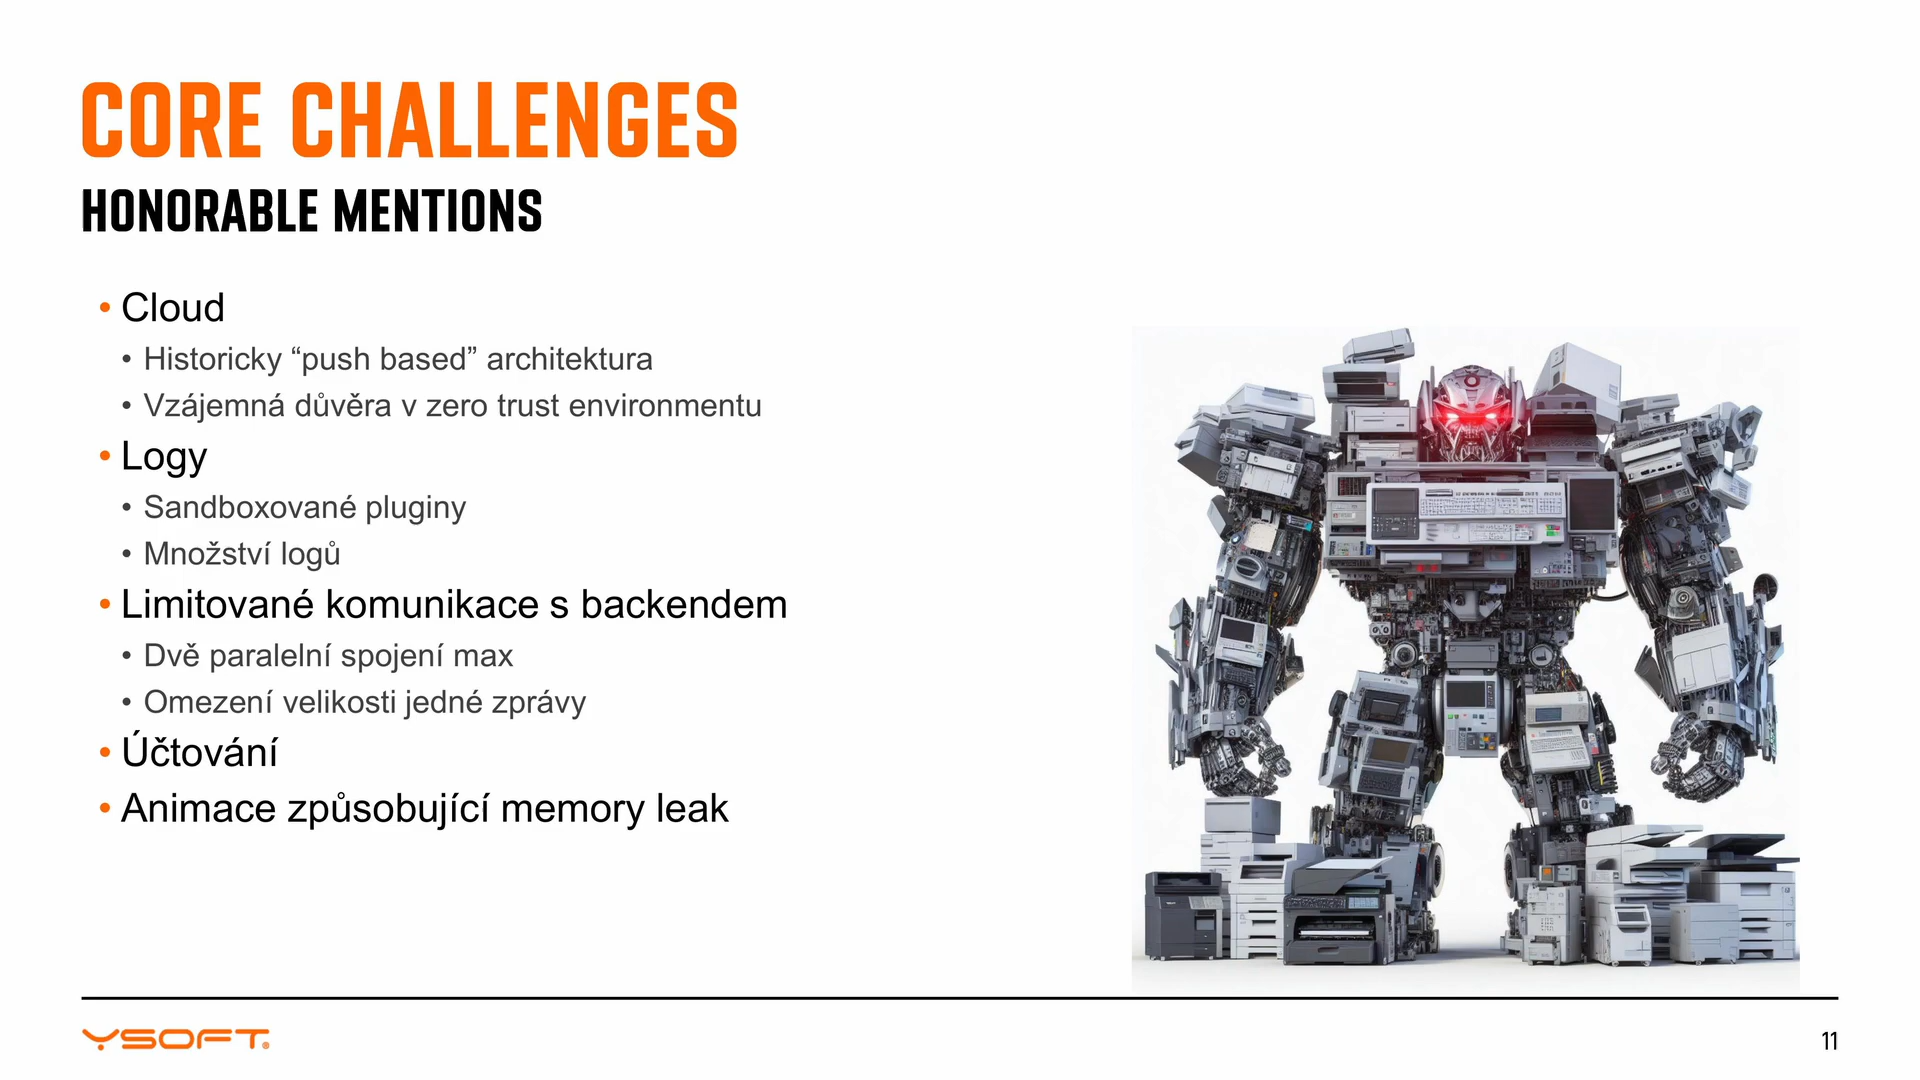 CORE CHALLENGES
HONORABLE MENTIONS
• Cloud
• Historicky “push based” architektura
• Vzájemná důvěra v zero trust environmentu
• Logy
• Sandboxované pluginy
• Množství logů
• Limitované komunikace s backendem
• Dvě paralelní spojení max
• Omezení velikosti jedné zprávy
• Účtování
• Animace způsobující memory leak
YSOFT®
11